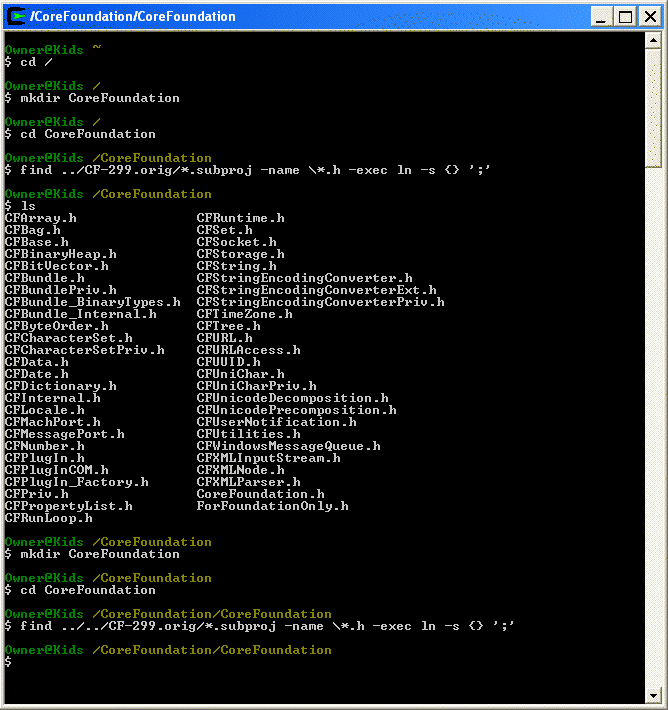 /CoreFoundation/CoreFoundation
Owner@Kids ~
$ cd /
Owner@Kids /
$ mkdir CoreFoundation
Owner@Kids /
$ cd CoreFoundation
Owner@Kids /CoreFoundation
$ find ../CF-299.orig/*.subproj -name \*.h -exec ln -s {} ';'
Owner@Kids /CoreFoundation
$ ls
CFArray.h CFRuntime.h
CFBag.h CFSet.h
CFBase.h CFSocket.h
CFBinaryHeap.h CFStorage.h
CFBitVector.h CFString.h
CFBundle.h CFStringEncodingConverter.h
CFBundlePriv.h CFStringEncodingConverterExt.h
CFBundle_BinaryTypes.h CFStringEncodingConverterPriv.h
CFBundle_Internal.h CFTimeZone.h
CFByteOrder.h CFTree.h
CFCharacterSet.h CFURL.h
CFCharacterSetPriv.h CFURLAccess.h
CFData.h CFUUID.h
CFDate.h CFUniChar.h
CFDictionary.h CFUniCharPriv.h
CFInternal.h CFUnicodeDecomposition.h
CFLocale.h CFUnicodePrecomposition.h
CFMachPort.h CFUserNotification.h
CFMessagePort.h CFUtilities.h
CFNumber.h CFWindowsMessageQueue.h
CFPlugIn.h CFXMLInputStream.h
CFPlugInCOM.h CFXMLNode.h
CFPlugIn_Factory.h CFXMLParser.h
CFPriv.h CoreFoundation.h
CFPropertyList.h ForFoundationOnly.h
CFRunLoop.h
Owner@Kids /CoreFoundation
$ mkdir CoreFoundation
Owner@Kids /CoreFoundation
$ cd CoreFoundation
Owner@Kids /CoreFoundation/CoreFoundation
$ find ../../CF-299.orig/*.subproj -name \*.h -exec ln -s {} ';'
Owner@Kids /CoreFoundation/CoreFoundation
$